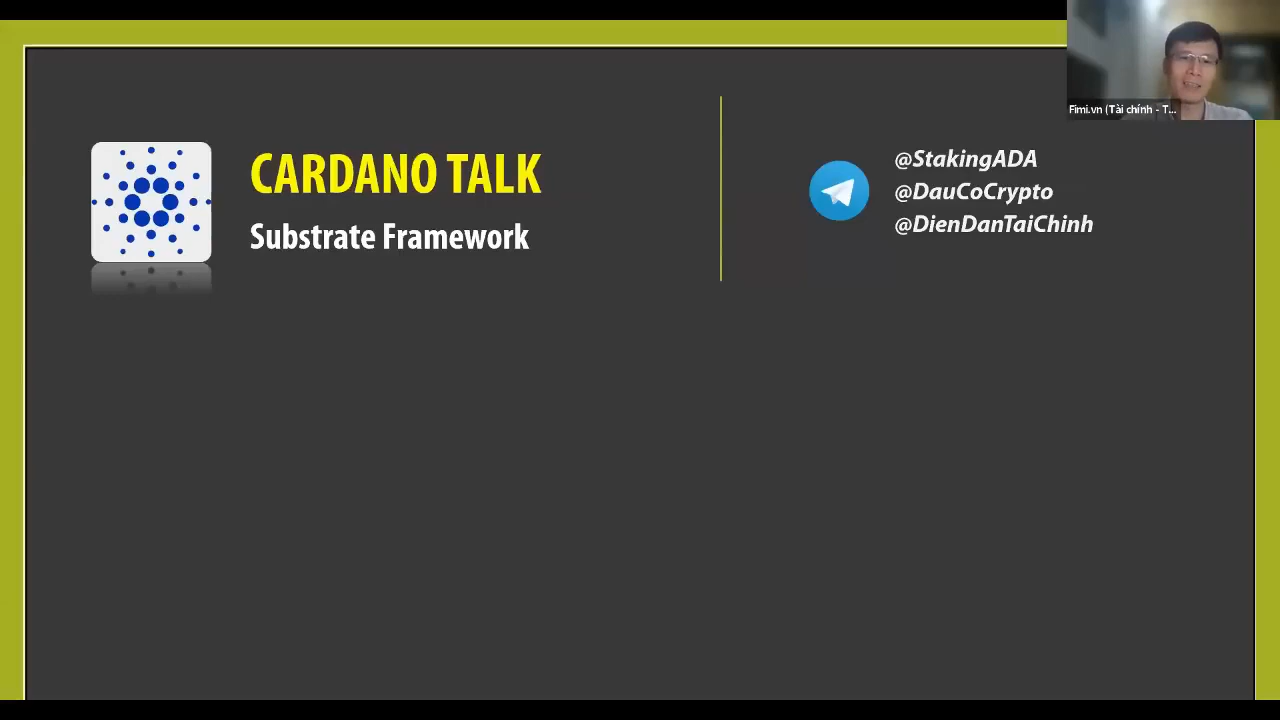 CARDANO TALK
Substrate Framework
@StakingADA
@DauCoCrypto
@DienDanTaiChinh
Fimi.vn (Tài chính - T...